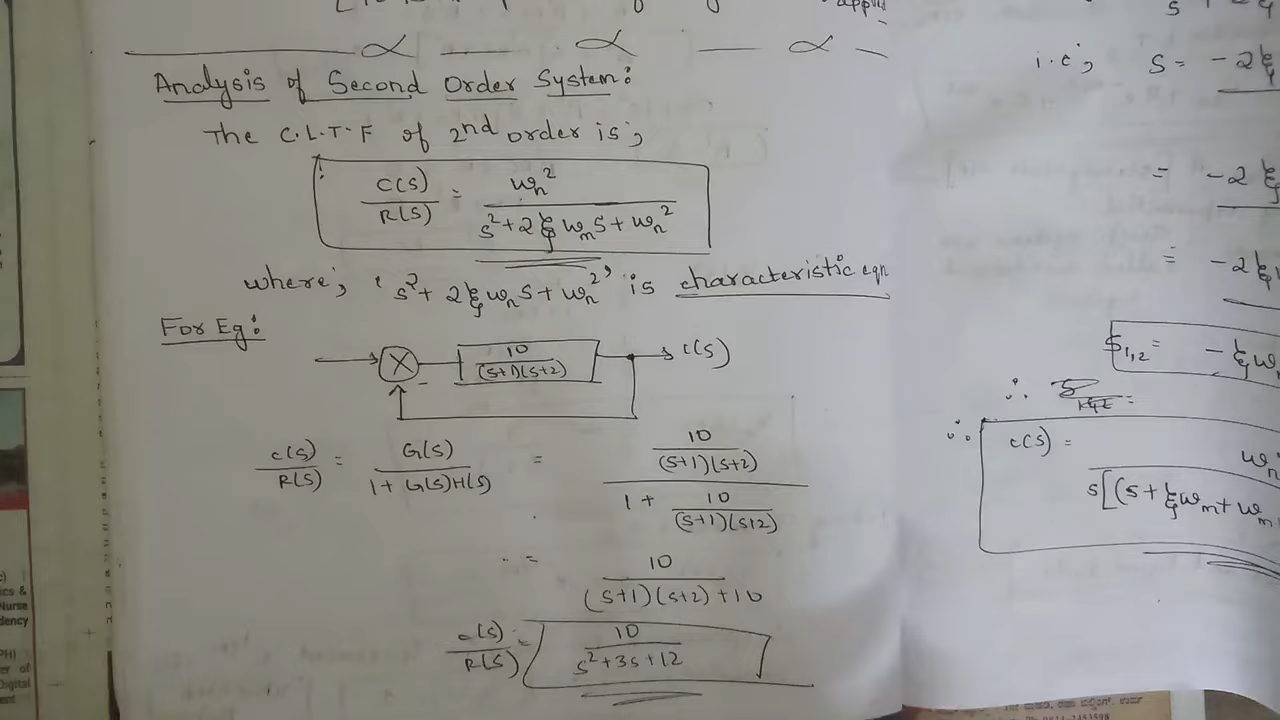 Analysis of Second Order System:
The C.L.T.F of 2nd order is,
C(s)/R(s) = ωn²/(s²+2ξωns+ωn²)
where; 's²+2ξωns+ωn²' is characteristic eqn
For Eg:
10/((s+1)(s+2)) C(s)
-
C(s)/R(s) = G(s)/(1+G(s)H(s)) = (10/((s+1)(s+2)))/(1+10/((s+1)(s+2)))
= 10/((s+1)(s+2)+10)
C(s)/R(s) = 10/(s²+3s+12)
i.e; s = -2ξ
= -2ξ
= -2ξ
S1,2 = -ξω
∴
∴ C(s) = ωn
s[(s+ξωn+ωn